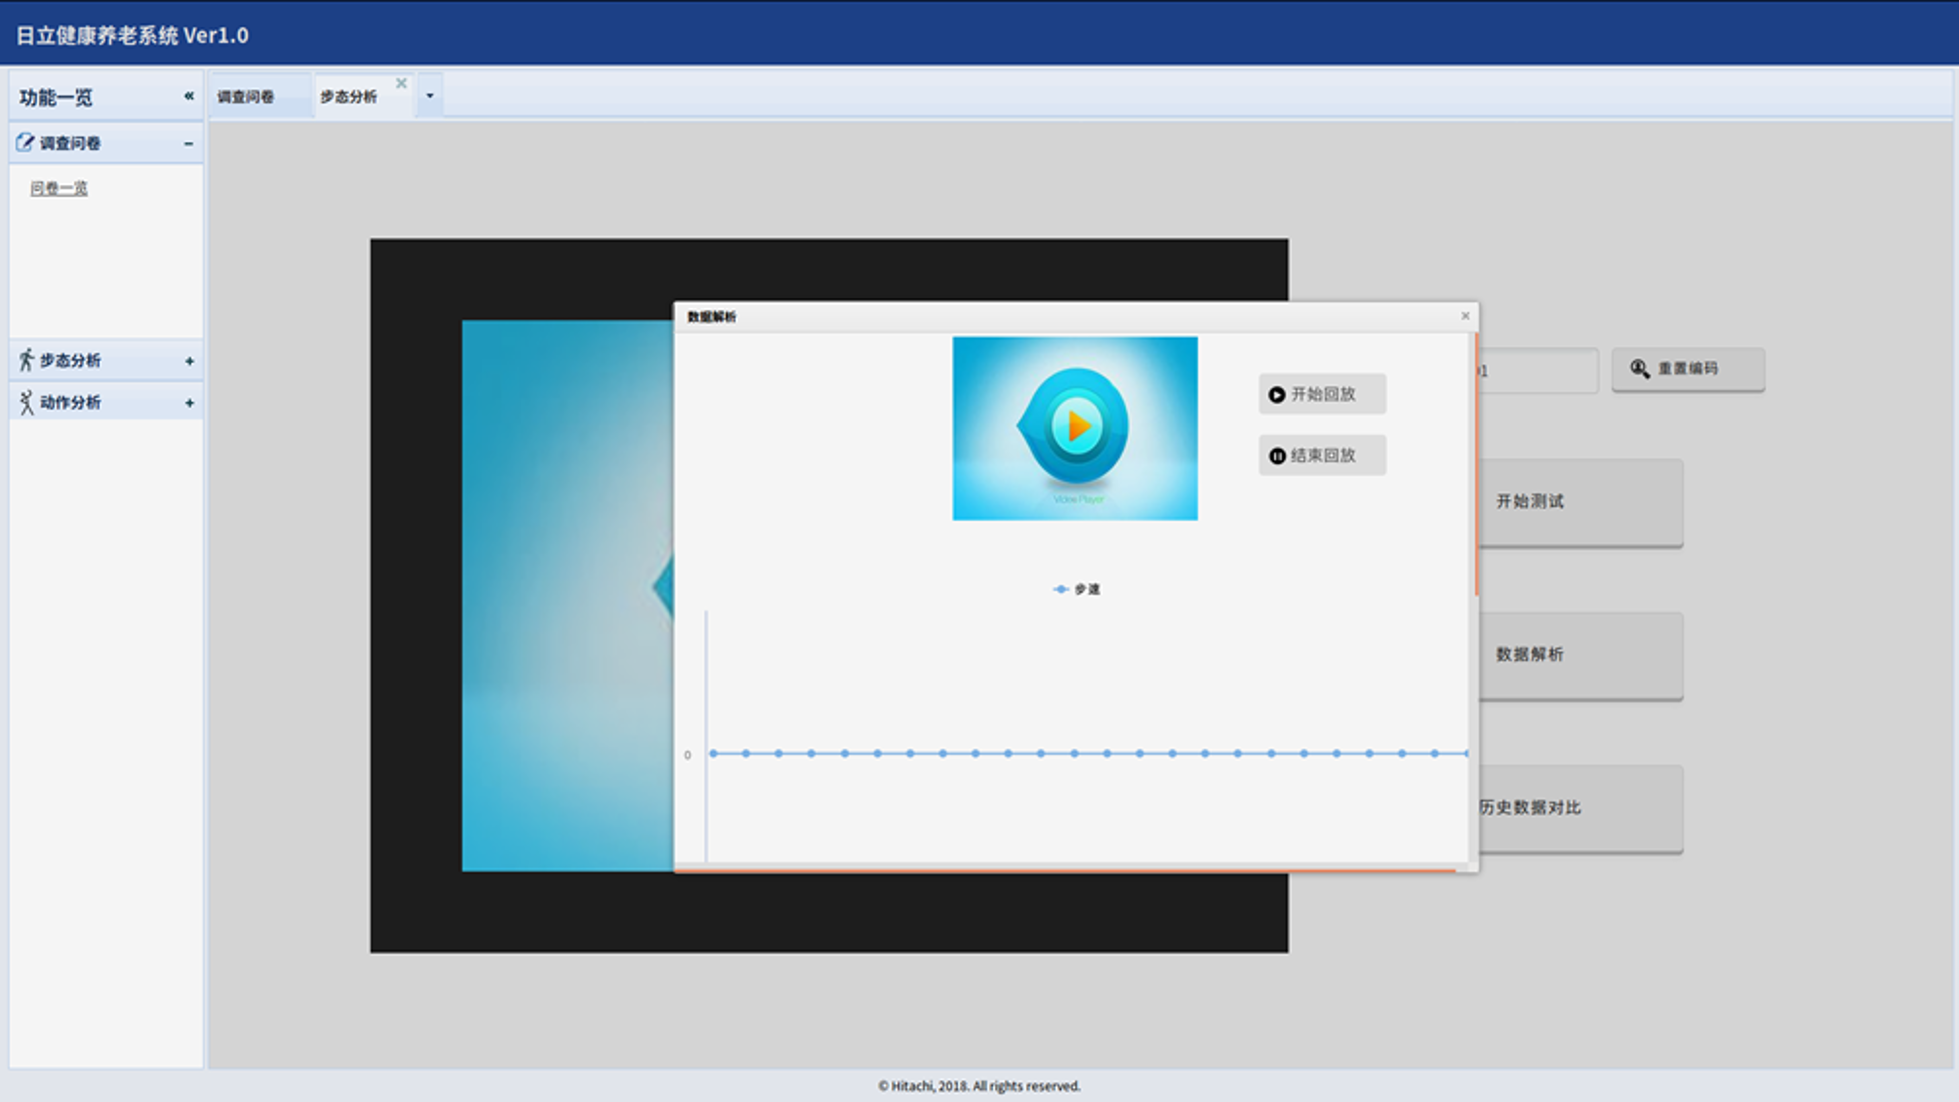 日立健康养老系统 Ver1.0
功能一览
调查问卷
步态分析
调查问卷
问卷一览
步态分析
动作分析
数据解析
开始回放
结束回放
Video Player
步速
0
1
重置编码
开始测试
数据解析
历史数据对比
© Hitachi, 2018. All rights reserved.